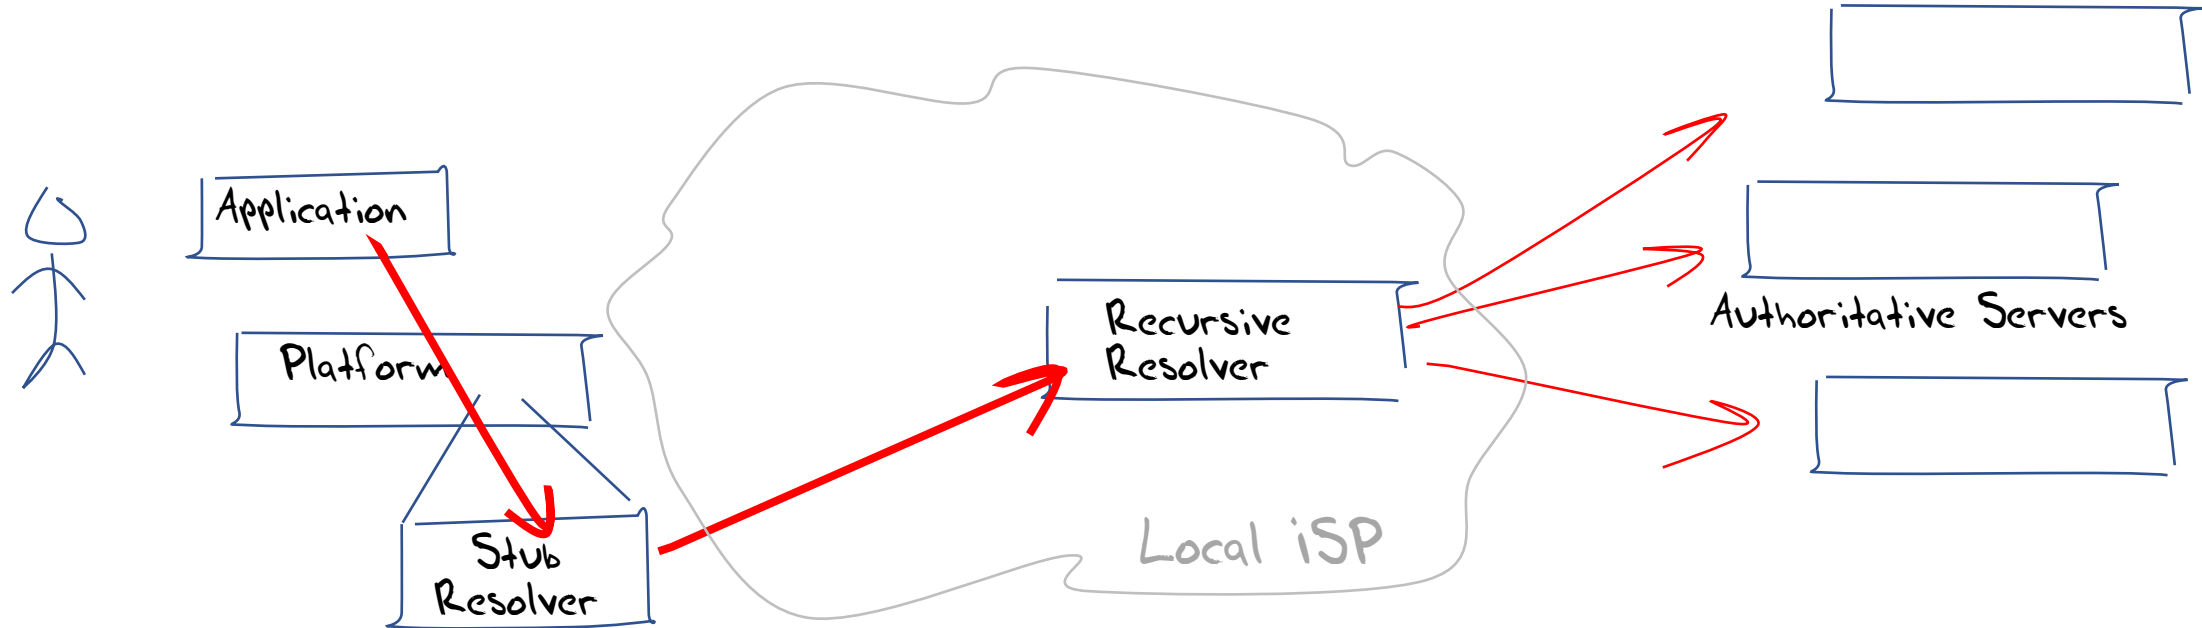 Application
Platform
Stub
Resolver
Recursive
Resolver
Local iSP
Authoritative Servers